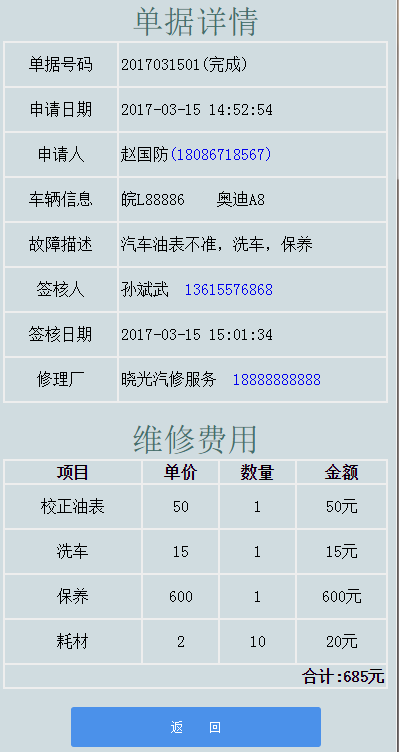 单据详情
单据号码 2017031501(完成)
申请日期 2017-03-15 14:52:54
申请人 赵国防(18086718567)
车辆信息 皖L88886 奥迪A8
故障描述 汽车油表不准，洗车，保养
签核人 孙斌武 13615576868
签核日期 2017-03-15 15:01:34
修理厂 晓光汽修服务 18888888888
维修费用
项目 单价 数量 金额
校正油表 50 1 50元
洗车 15 1 15元
保养 600 1 600元
耗材 2 10 20元
合计:685元
返 回